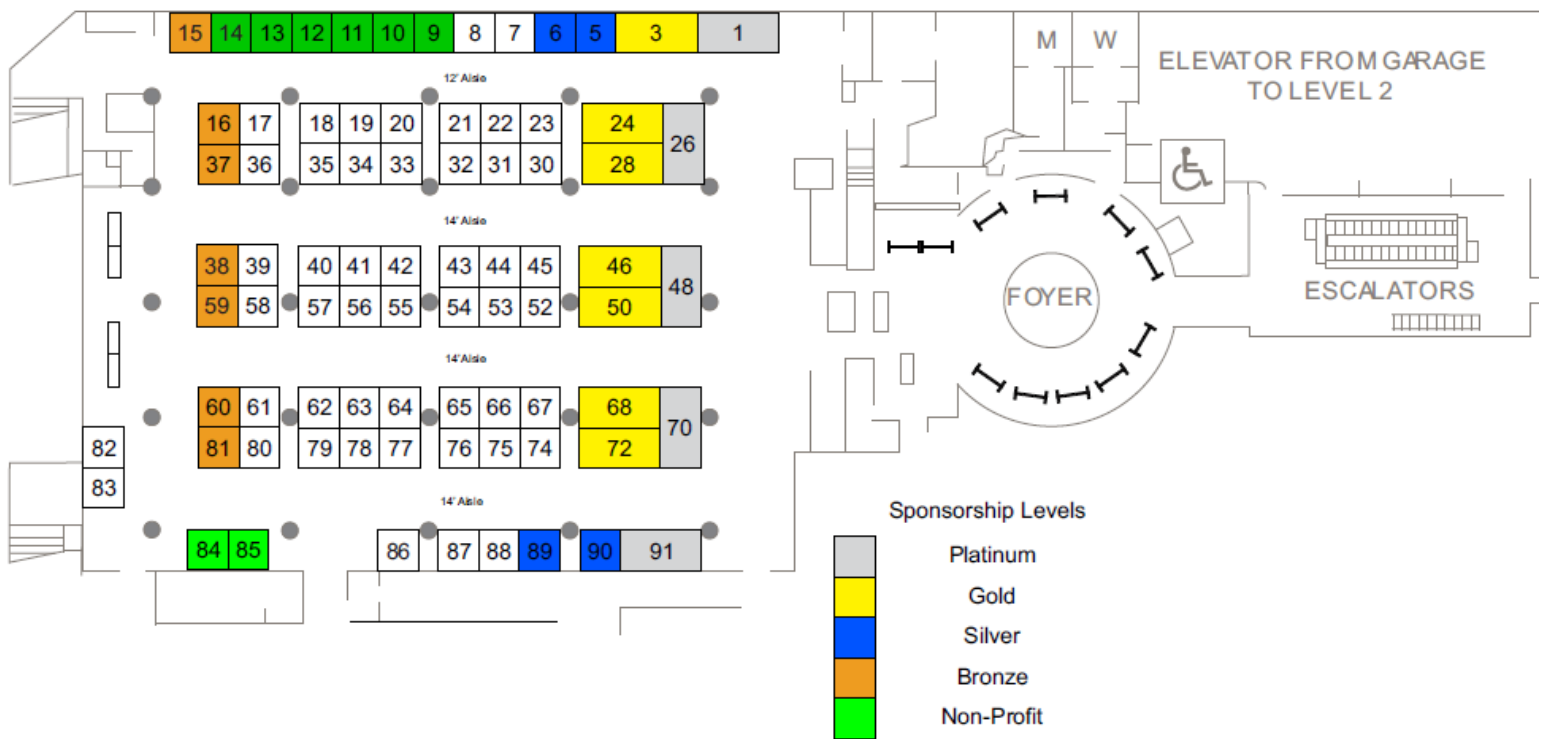 15 14 13 12 11 10 9 8 7 6 5 3 1
M W
ELEVATOR FROM GARAGE
TO LEVEL 2
12' Aisle
16 17 18 19 20 21 22 23 24 26
37 36 35 34 33 32 31 30 28
14' Aisle
38 39 40 41 42 43 44 45 46 48
59 58 57 56 55 54 53 52 50
FOYER
ESCALATORS
14' Aisle
60 61 62 63 64 65 66 67 68 70
81 80 79 78 77 76 75 74 72
82
83
14' Aisle
84 85 86 87 88 89 90 91
Sponsorship Levels
Platinum
Gold
Silver
Bronze
Non-Profit